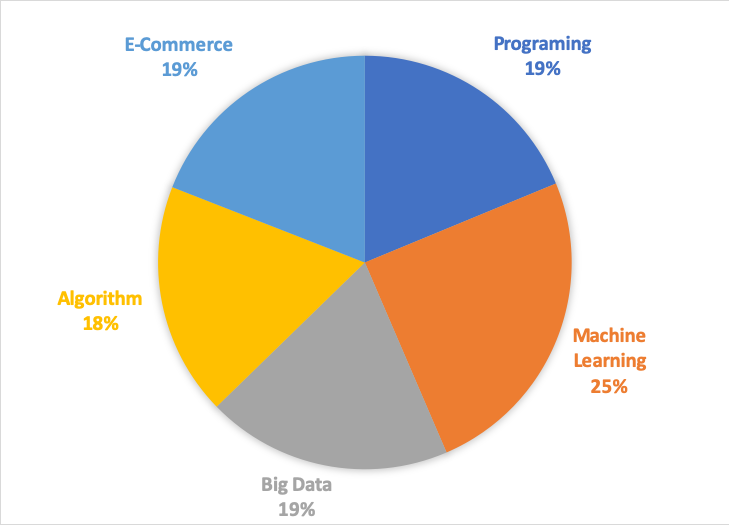 E-Commerce
19%
Programing
19%
Algorithm
18%
Machine
Learning
25%
Big Data
19%